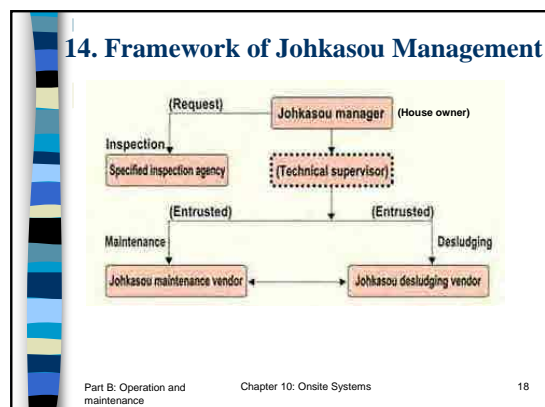 14. Framework of Johkasou Management
(Request)
Johkasou manager
(House owner)
Inspection
Specified inspection agency
(Technical supervisor)
(Entrusted)
(Entrusted)
Maintenance
Desludging
Johkasou maintenance vendor
Johkasou desludging vendor
Part B: Operation and
maintenance
Chapter 10: Onsite Systems
18